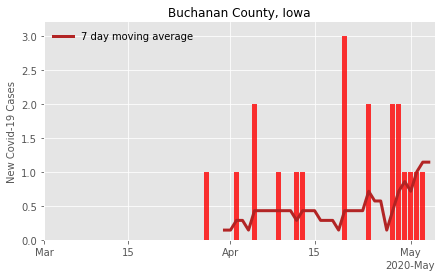 Buchanan County, Iowa
7 day moving average
New Covid-19 Cases
3.0
2.5
2.0
1.5
1.0
0.5
0.0
Mar 15 Apr 15 May
2020-May